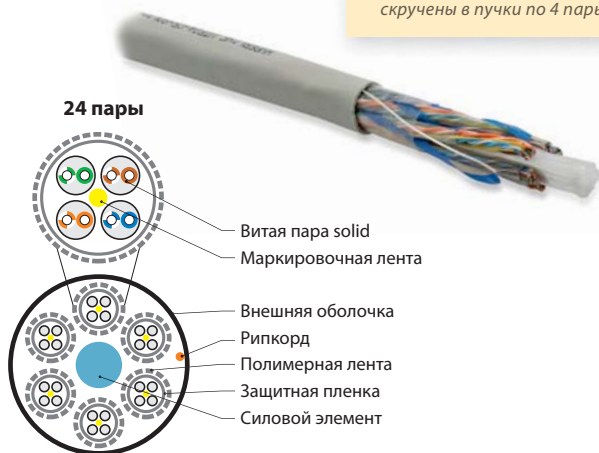 скручены в пучки по 4 пары
24 пары
Витая пара solid
Маркировочная лента
Внешняя оболочка
Рипкорд
Полимерная лента
Защитная пленка
Силовой элемент